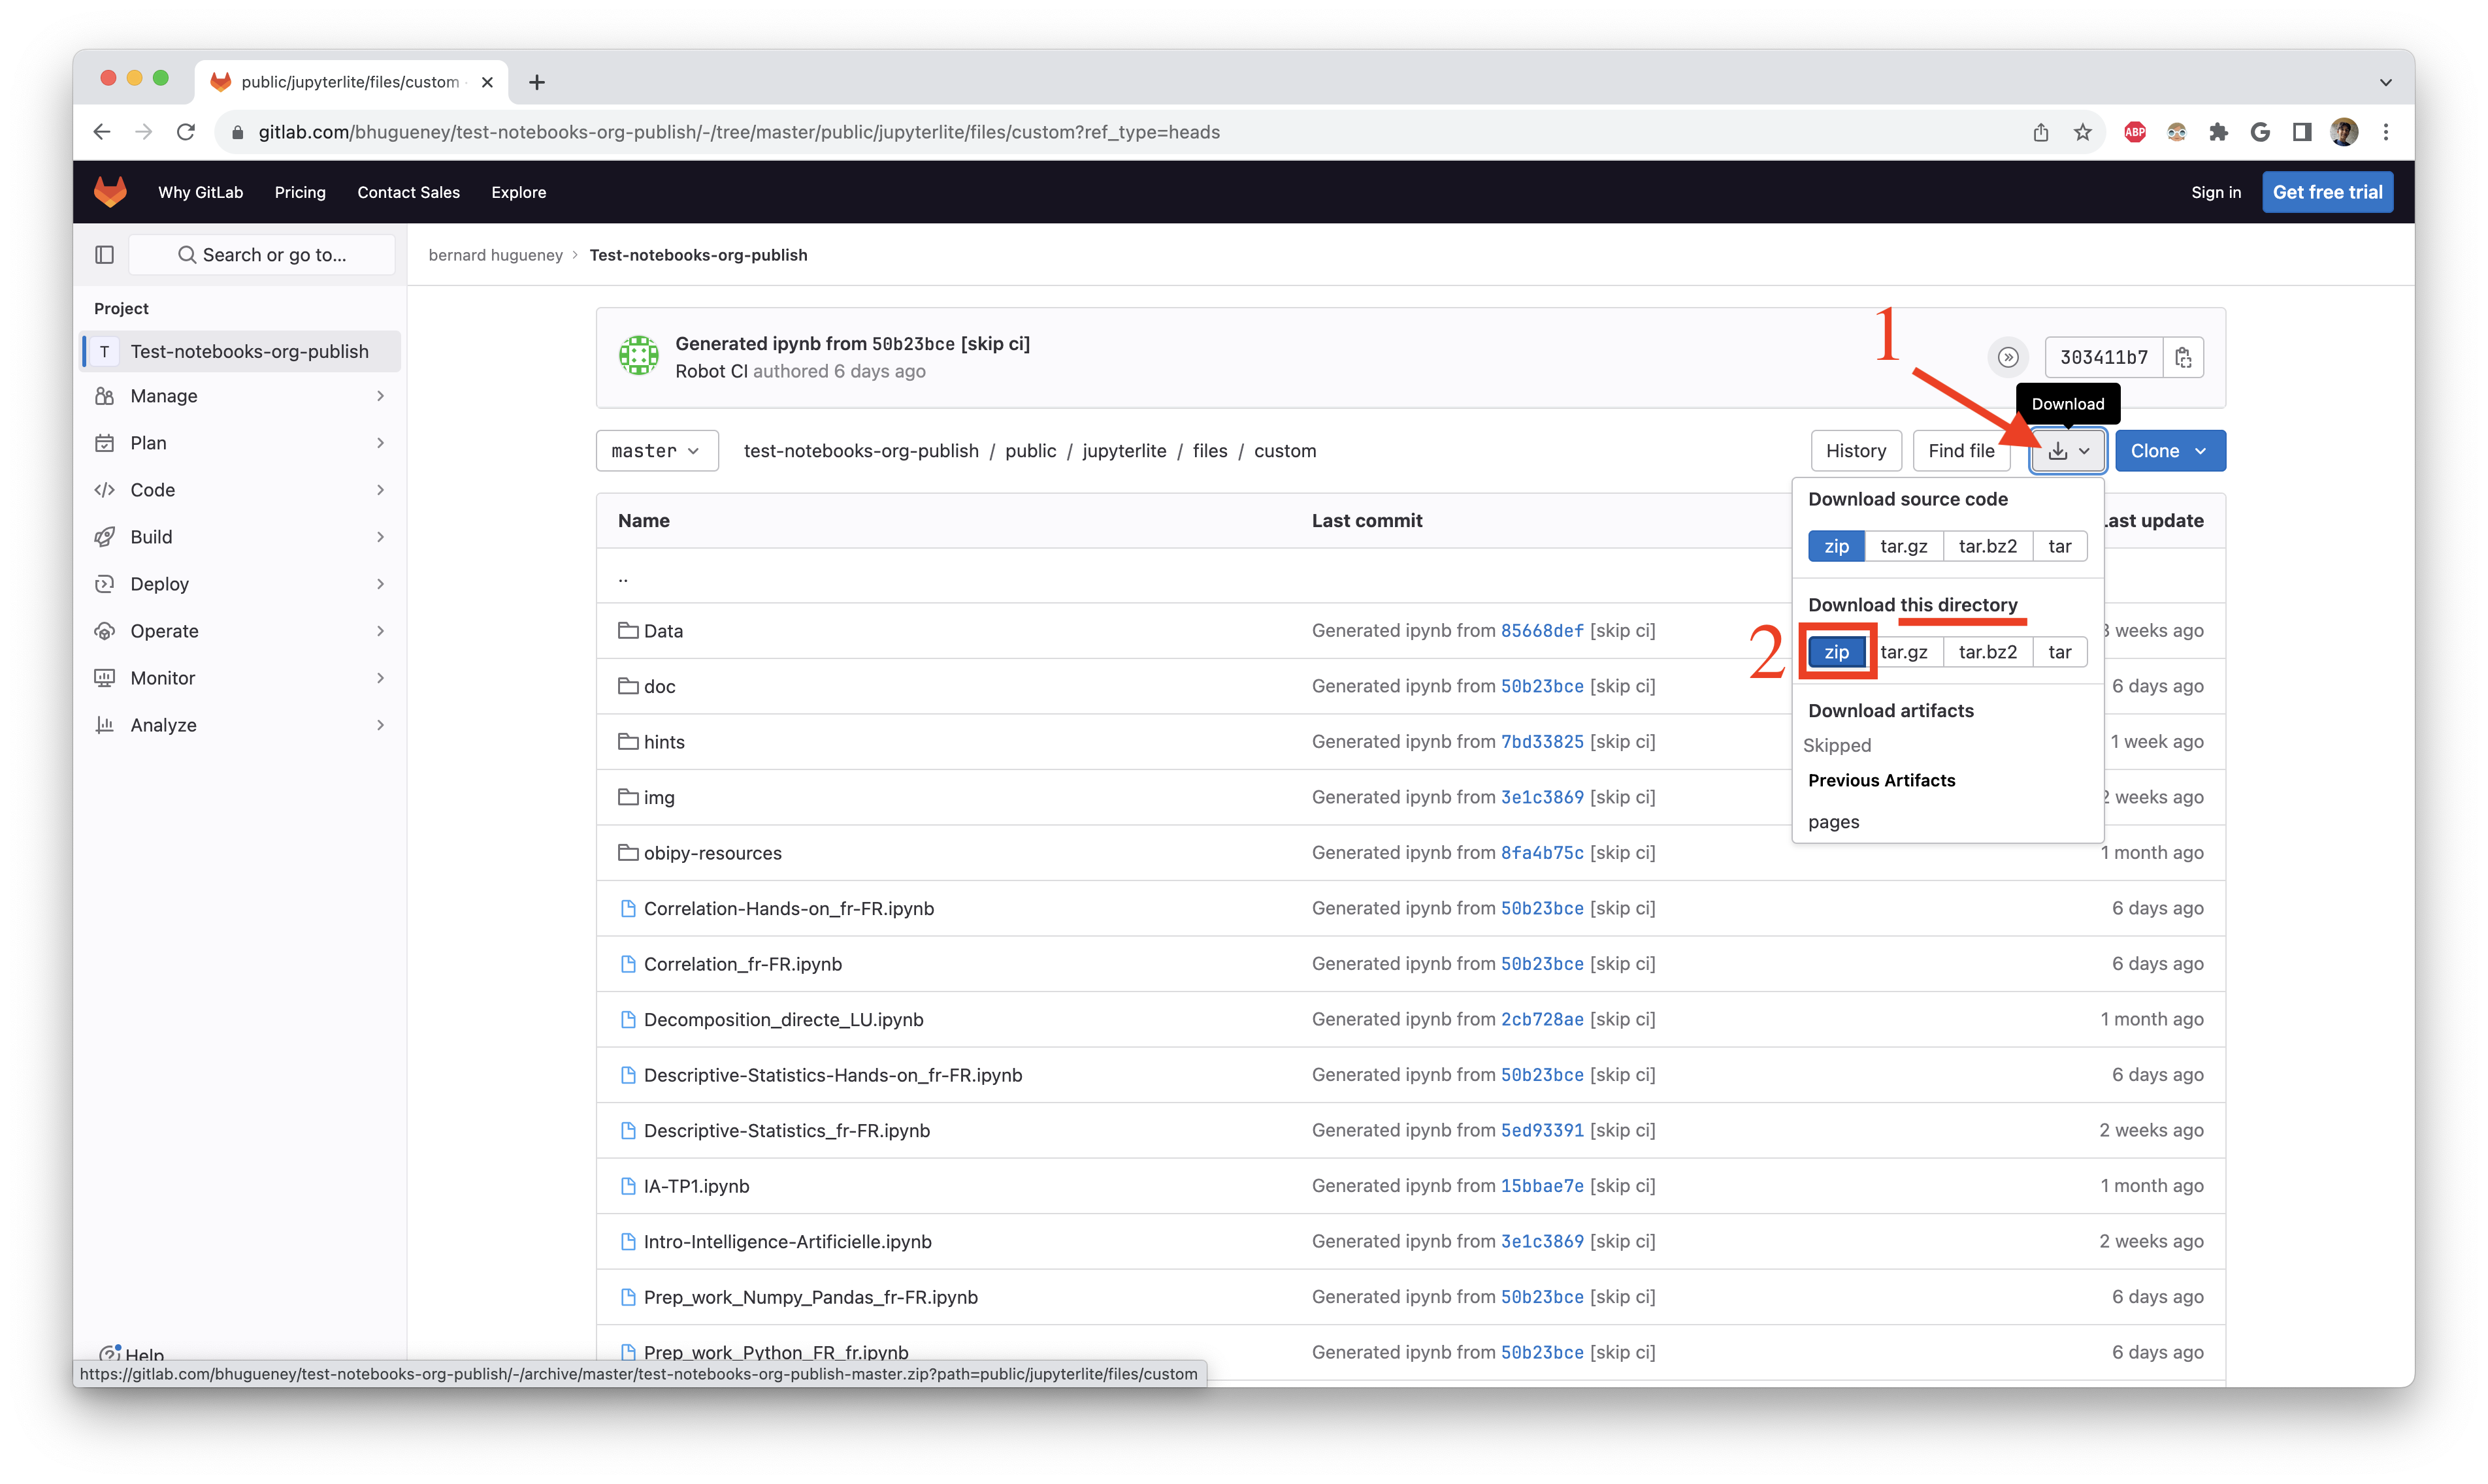 public/jupyterlite/files/custom
gitlab.com/bhugueney/test-notebooks-org-publish/-/tree/master/public/jupyterlite/files/custom?ref_type=heads
ABP
Why GitLab Pricing Contact Sales Explore Sign in Get free trial
Search or go to...
bernard hugueney > Test-notebooks-org-publish
Project
T Test-notebooks-org-publish
Manage
Plan
Code
Build
Deploy
Operate
Monitor
Analyze
Help
Generated ipynb from 50b23bce [skip ci]
Robot CI authored 6 days ago
1
303411b7
Download
master test-notebooks-org-publish / public / jupyterlite / files / custom History Find file Clone
Name Last commit Last update
..
Data Generated ipynb from 85668def [skip ci] 3 weeks ago
doc Generated ipynb from 50b23bce [skip ci] 6 days ago
hints Generated ipynb from 7bd33825 [skip ci] 1 week ago
img Generated ipynb from 3e1c3869 [skip ci] 2 weeks ago
obipy-resources Generated ipynb from 8fa4b75c [skip ci] 1 month ago
Correlation-Hands-on_fr-FR.ipynb Generated ipynb from 50b23bce [skip ci] 6 days ago
Correlation_fr-FR.ipynb Generated ipynb from 50b23bce [skip ci] 6 days ago
Decomposition_directe_LU.ipynb Generated ipynb from 2cb728ae [skip ci] 1 month ago
Descriptive-Statistics-Hands-on_fr-FR.ipynb Generated ipynb from 50b23bce [skip ci] 6 days ago
Descriptive-Statistics_fr-FR.ipynb Generated ipynb from 5ed93391 [skip ci] 2 weeks ago
IA-TP1.ipynb Generated ipynb from 15bbae7e [skip ci] 1 month ago
Intro-Intelligence-Artificielle.ipynb Generated ipynb from 3e1c3869 [skip ci] 2 weeks ago
Prep_work_Numpy_Pandas_fr-FR.ipynb Generated ipynb from 50b23bce [skip ci] 6 days ago
Prep_work_Python_FR_fr.ipynb Generated ipynb from 50b23bce [skip ci] 6 days ago
Download source code
zip tar.gz tar.bz2 tar
Download this directory
2 zip tar.gz tar.bz2 tar
Download artifacts
Skipped
Previous Artifacts
pages
https://gitlab.com/bhugueney/test-notebooks-org-publish/-/archive/master/test-notebooks-org-publish-master.zip?path=public/jupyterlite/files/custom